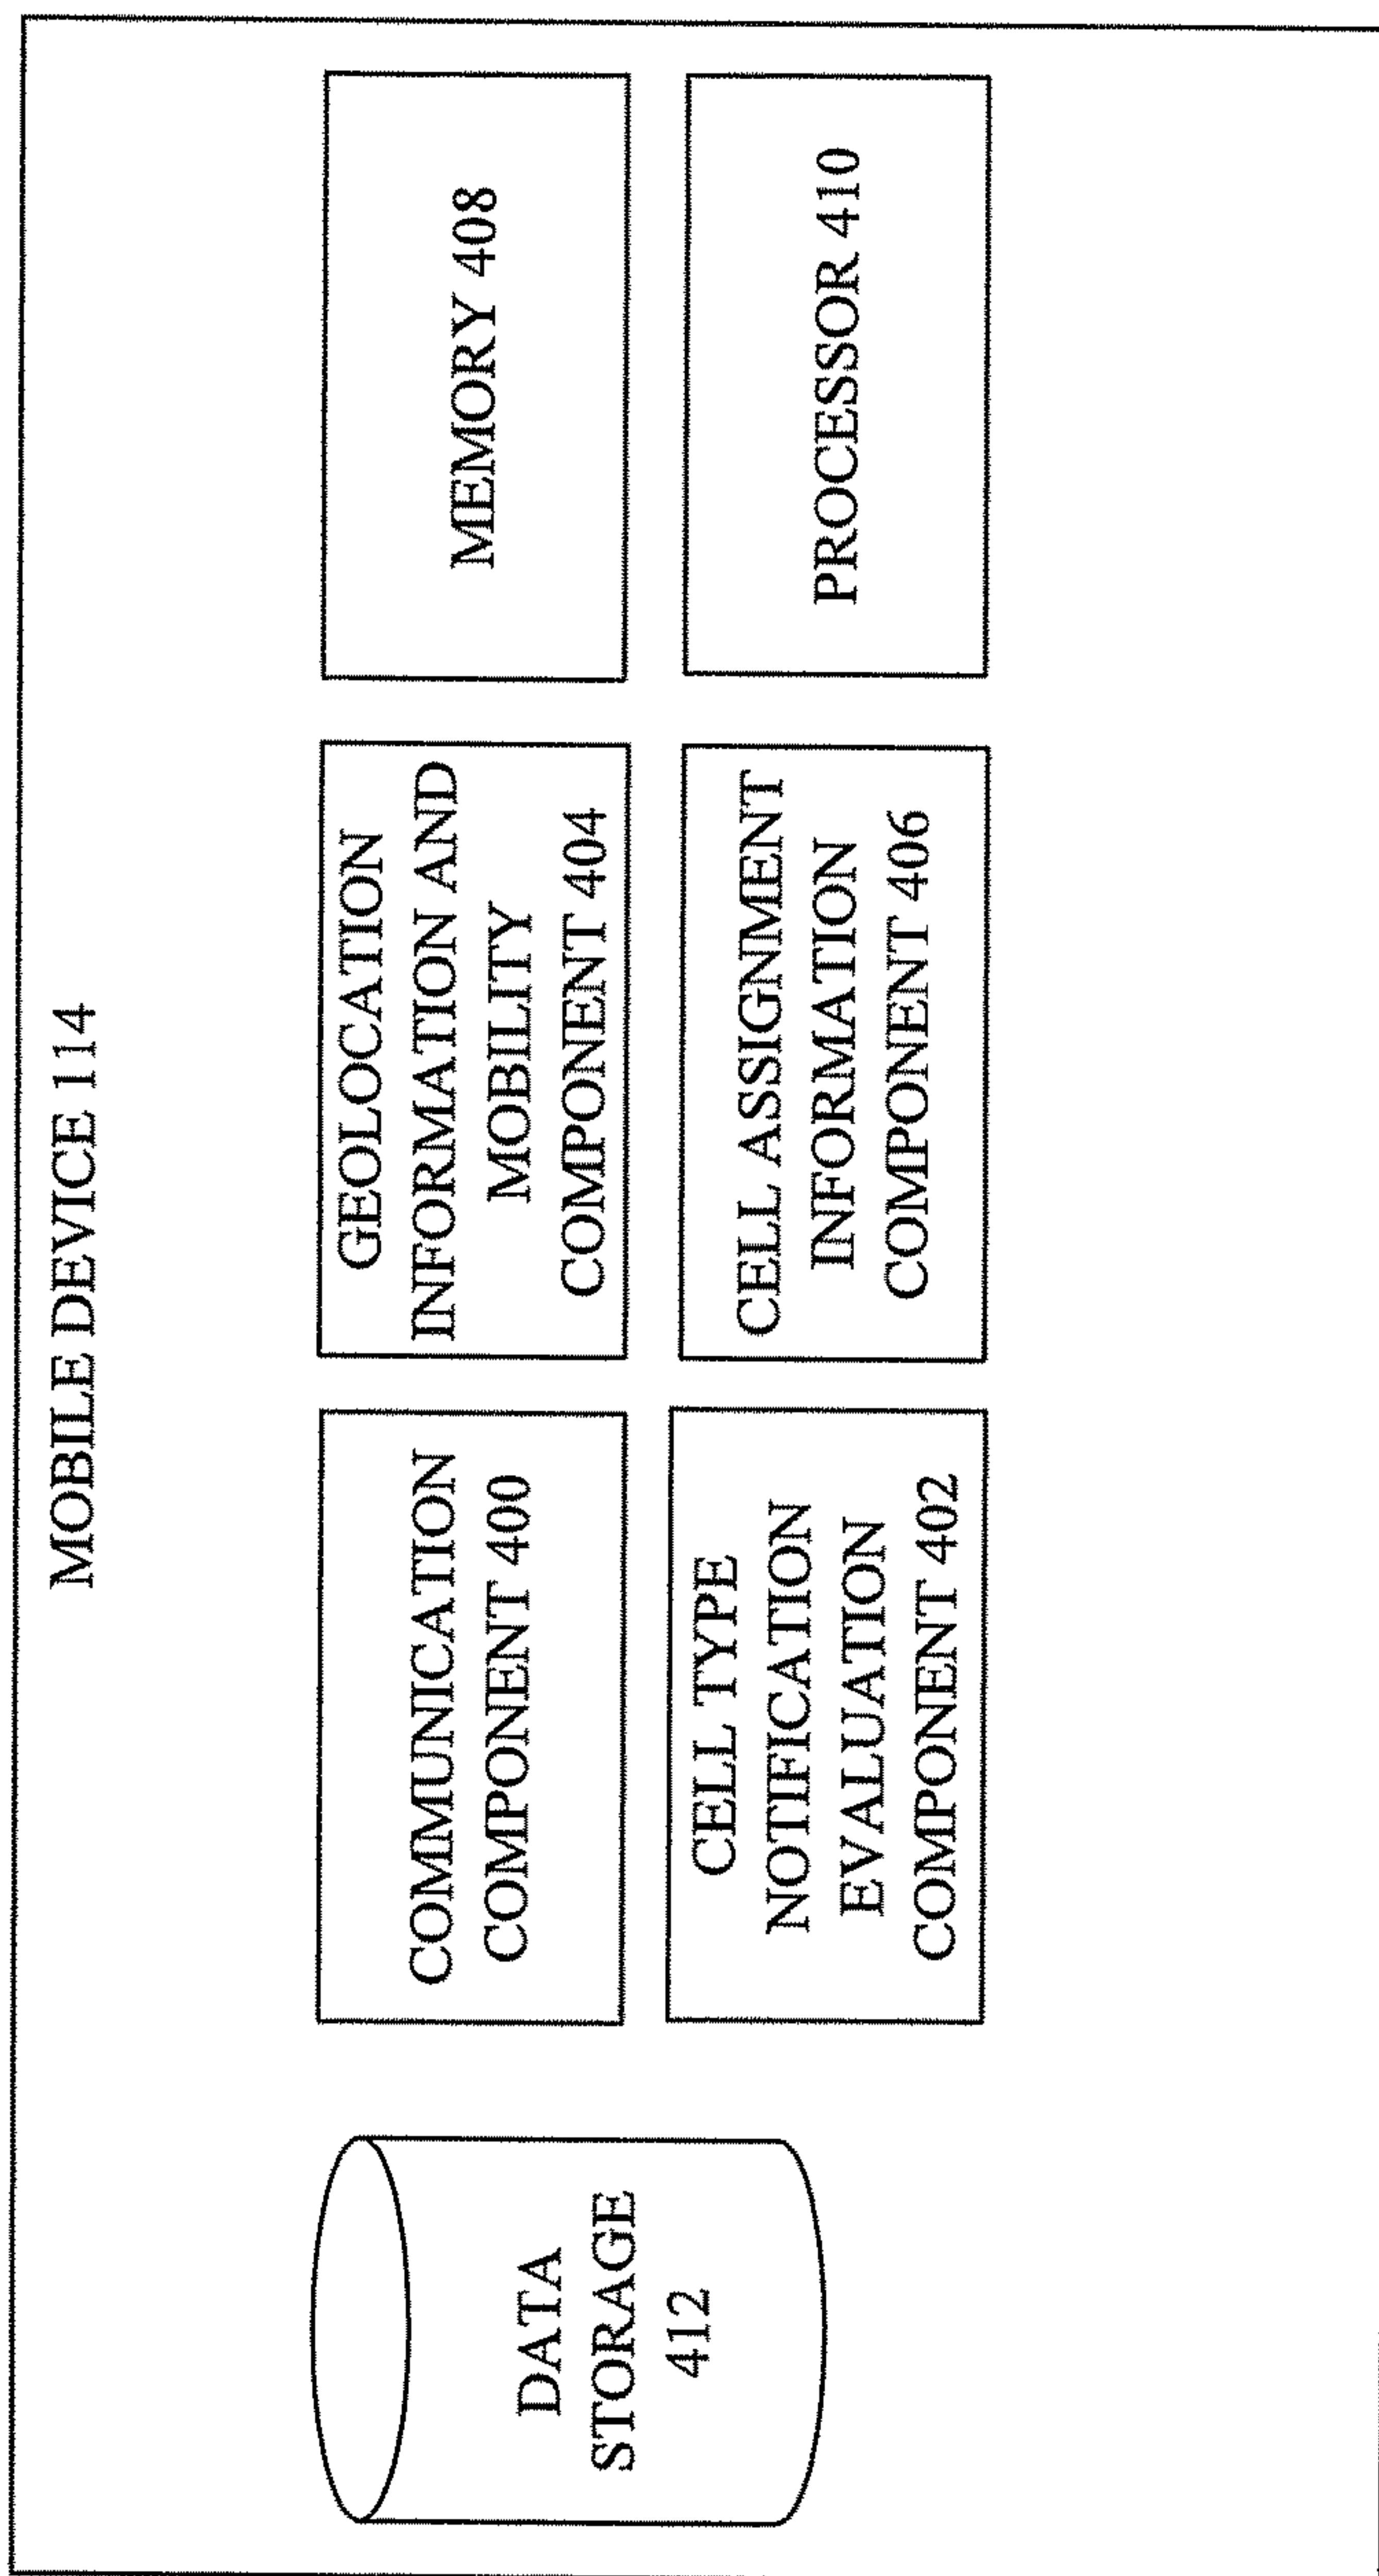 MOBILE DEVICE 114
DATA
STORAGE
412
COMMUNICATION
COMPONENT 400
GEOLOCATION
INFORMATION AND
MOBILITY
COMPONENT 404
MEMORY 408
CELL TYPE
NOTIFICATION
EVALUATION
COMPONENT 402
CELL ASSIGNMENT
INFORMATION
COMPONENT 406
PROCESSOR 410